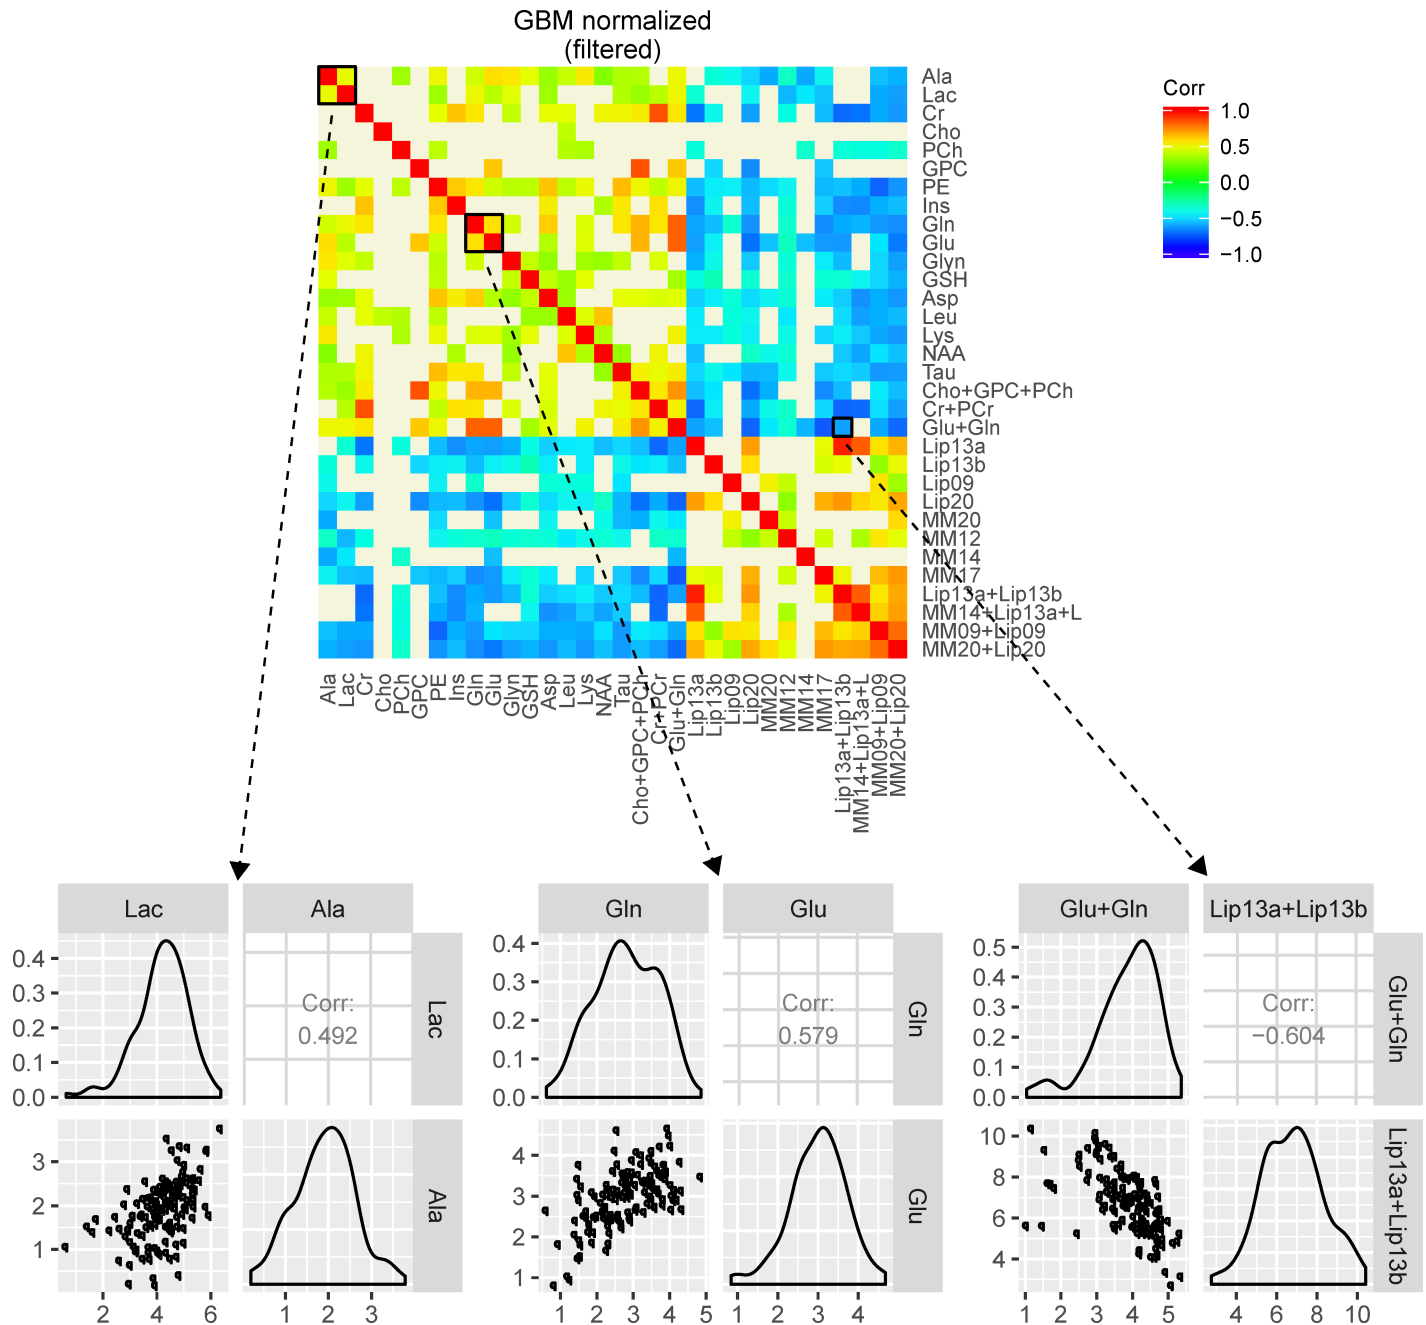 GBM normalized
(filtered)
Ala
Lac
Cr
Cho
PCh
GPC
PE
Ins
Gln
Glu
Glyn
GSH
Asp
Leu
Lys
NAA
Tau
Cho+GPC+PCh
Cr+PCr
Glu+Gln
Lip13a
Lip13b
Lip09
Lip20
MM20
MM12
MM14
MM17
Lip13a+Lip13b
MM14+Lip13a+L
MM09+Lip09
MM20+Lip20
Corr
1.0
0.5
0.0
−0.5
−1.0
Ala
Lac
Cr
Cho
PCh
GPC
PE
Ins
Gln
Glu
Glyn
GSH
Asp
Leu
Lys
NAA
Tau
Cho+GPC+PCh
Cr+PCr
Glu+Gln
Lip13a
Lip13b
Lip09
Lip20
MM20
MM12
MM14
MM17
Lip13a+Lip13b
MM14+Lip13a+L
MM09+Lip09
MM20+Lip20
Lac
Ala
0.4
0.3
0.2
0.1
0.0
Corr:
0.492
Lac
3
2
1
Ala
2 4 6
1 2 3
Gln
Glu
0.4
0.3
0.2
0.1
0.0
Corr:
0.579
Gln
4
3
2
1
Glu
1 2 3 4 5
1 2 3 4
Glu+Gln
Lip13a+Lip13b
0.5
0.4
0.3
0.2
0.1
0.0
Corr:
−0.604
Glu+Gln
10
8
6
4
Lip13a+Lip13b
1 2 3 4 5
4 6 8 10